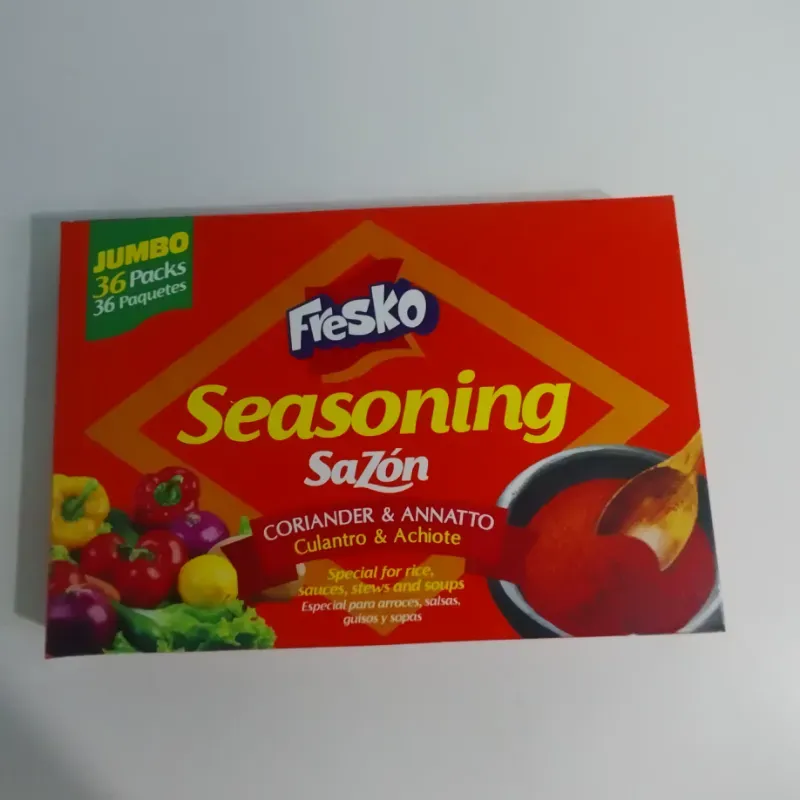 JUMBO
36 Packs
36 Paquetes
Fresko
Seasoning
Sazón
CORIANDER & ANNATTO
Culantro & Achiote
Special for rice,
sauces, stews and soups
Especial para arroces, salsas,
guisos y sopas